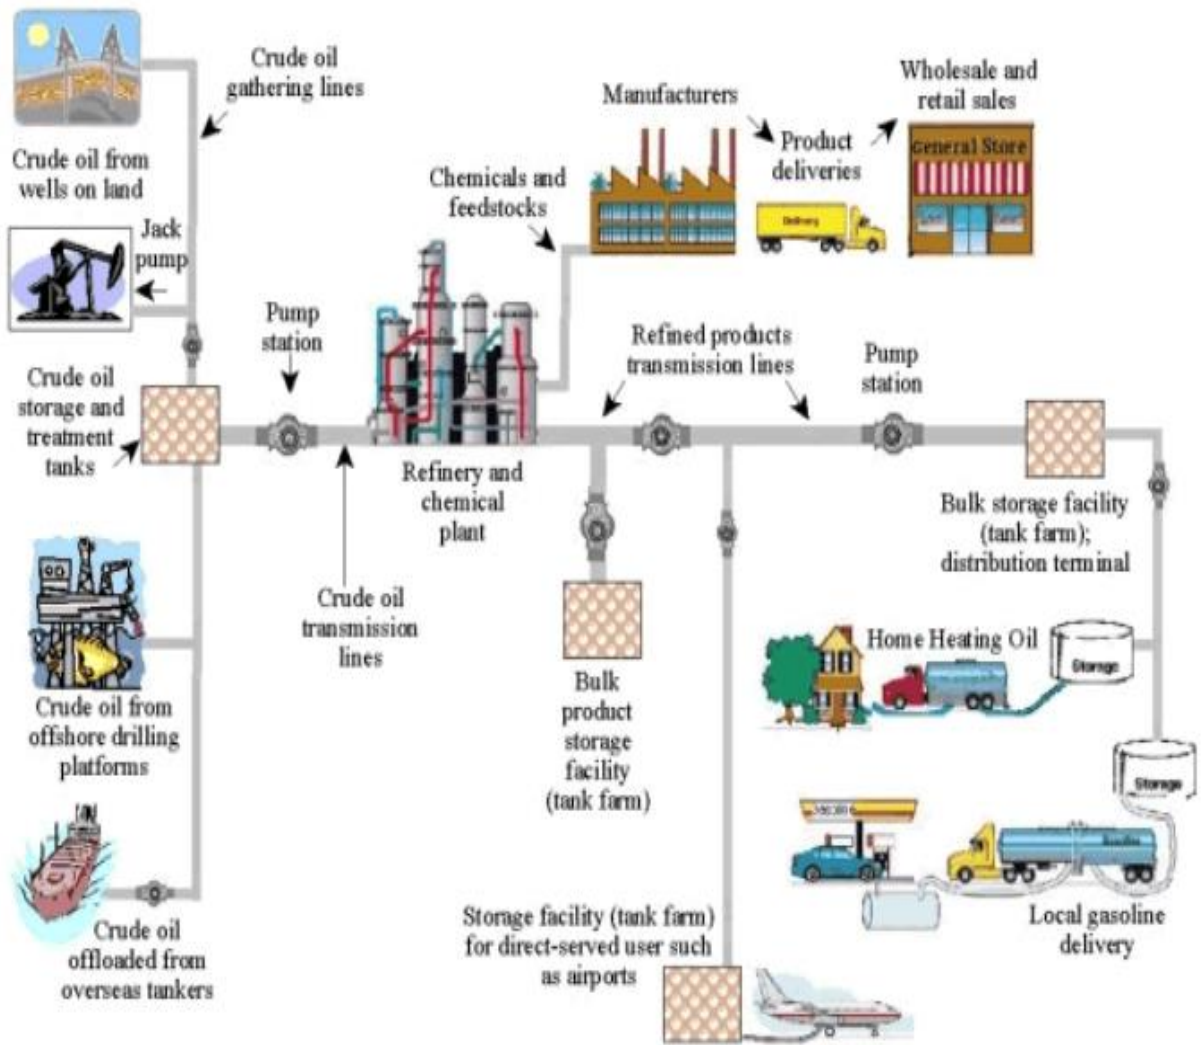 Crude oil
gathering lines
Crude oil from
wells on land
Jack
pump
Crude oil
storage and
treatment
tanks
Pump
station
Crude oil
transmission
lines
Crude oil from
offshore drilling
platforms
Crude oil
offloaded from
overseas tankers
Chemicals and
feedstocks
Refinery and
chemical
plant
Manufacturers
Product
deliveries
Delivery
Wholesale and
retail sales
General Store
Refined products
transmission lines
Pump
station
Bulk
product
storage
facility
(tank farm)
Bulk storage facility
(tank farm);
distribution terminal
Home Heating Oil
Storage
Storage
Local gasoline
delivery
Storage facility (tank farm)
for direct-served user such
as airports